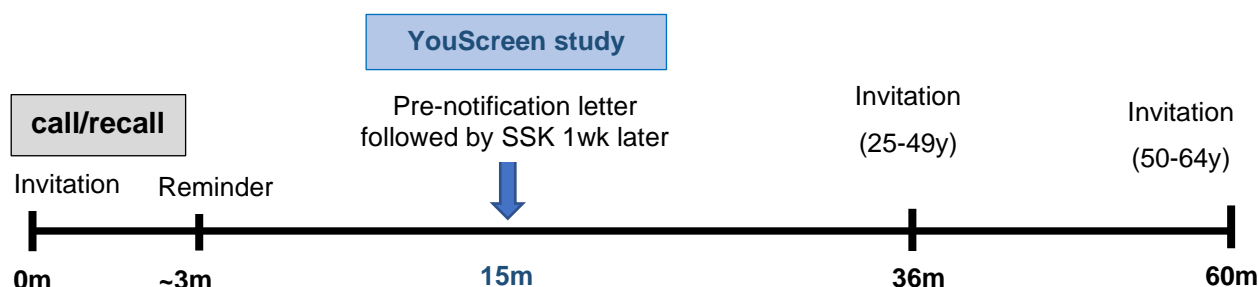 YouScreen study
Pre-notification letter
followed by SSK 1wk later
call/recall
Invitation
Reminder
Invitation
(25-49y)
Invitation
(50-64y)
0m
~3m
15m
36m
60m